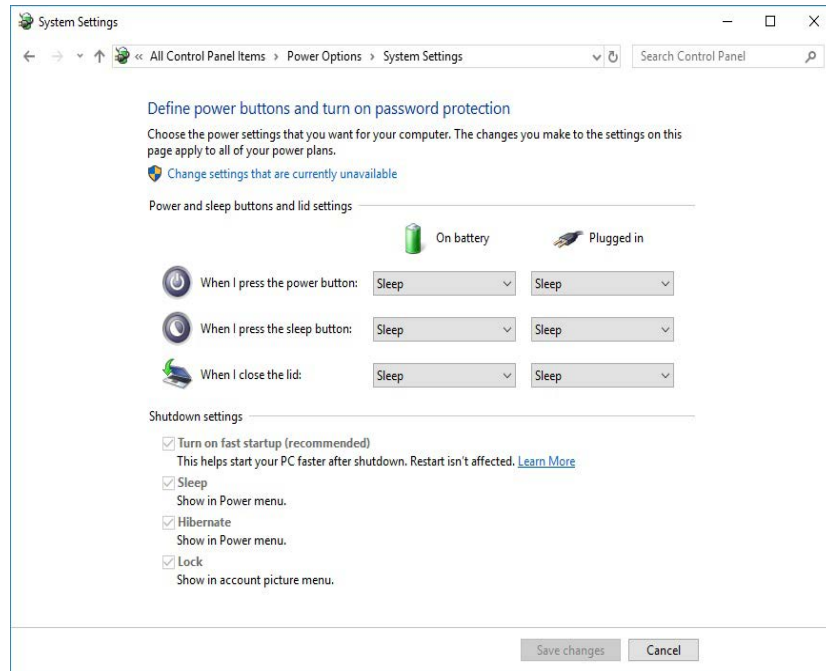 System Settings
« All Control Panel Items > Power Options > System Settings
Search Control Panel
Define power buttons and turn on password protection
Choose the power settings that you want for your computer. The changes you make to the settings on this
page apply to all of your power plans.
Change settings that are currently unavailable
Power and sleep buttons and lid settings
On battery Plugged in
When I press the power button: Sleep Sleep
When I press the sleep button: Sleep Sleep
When I close the lid: Sleep Sleep
Shutdown settings
Turn on fast startup (recommended)
This helps start your PC faster after shutdown. Restart isn't affected. Learn More
Sleep
Show in Power menu.
Hibernate
Show in Power menu.
Lock
Show in account picture menu.
Save changes Cancel